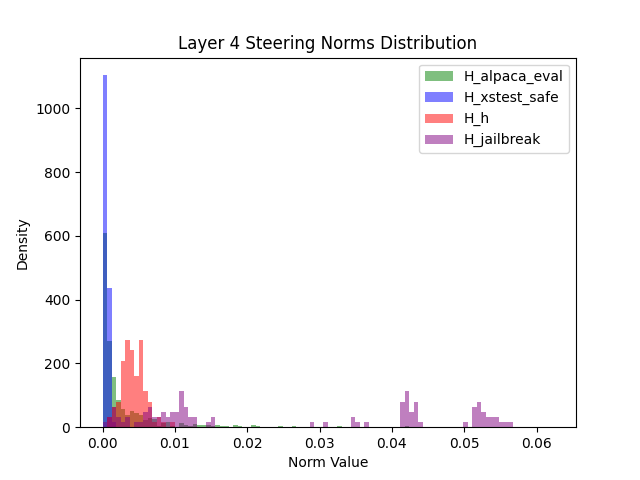 Layer 4 Steering Norms Distribution
H_alpaca_eval
H_xstest_safe
H_h
H_jailbreak
Density
1000
800
600
400
200
0
0.00 0.01 0.02 0.03 0.04 0.05 0.06
Norm Value